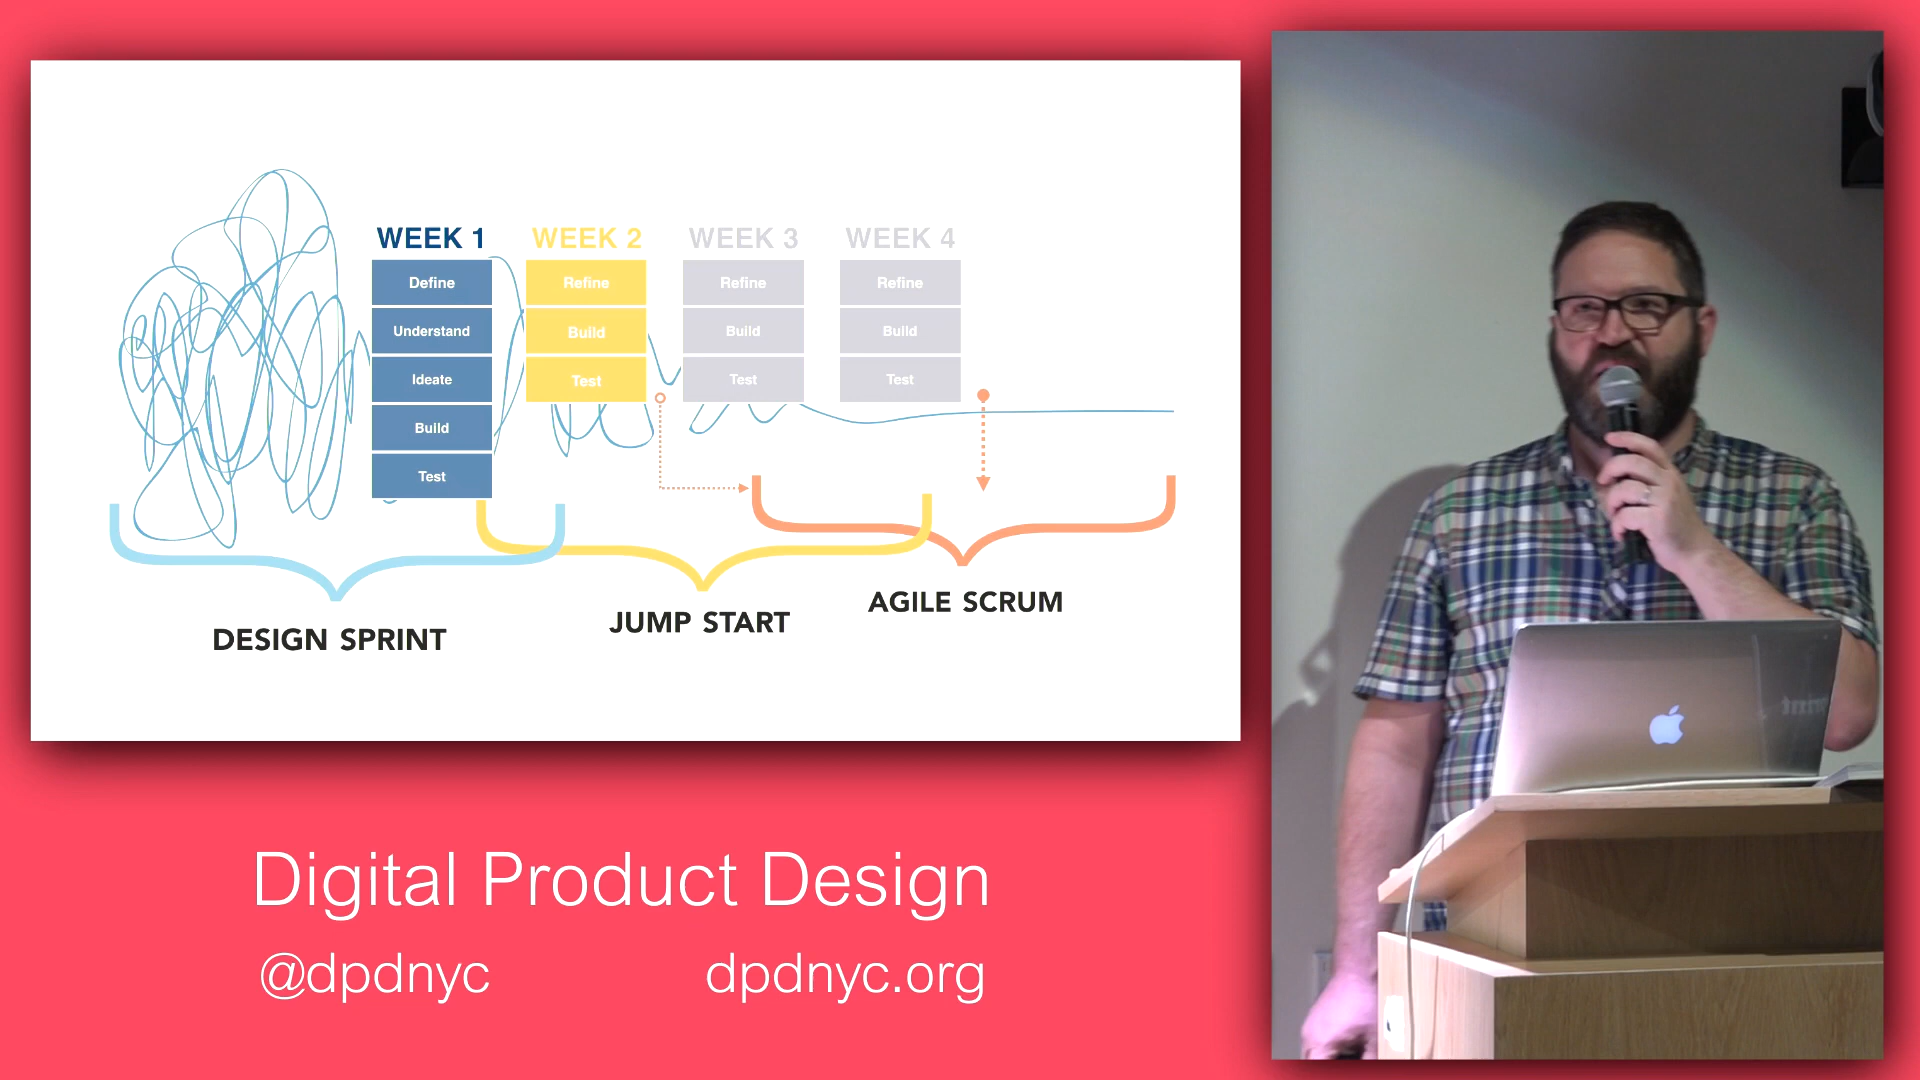 WEEK 1 WEEK 2 WEEK 3 WEEK 4
Define Refine Refine Refine
Understand Build Build Build
Ideate Test Test Test
Build
Test
DESIGN SPRINT
JUMP START
AGILE SCRUM
Digital Product Design
@dpdnyc dpdnyc.org